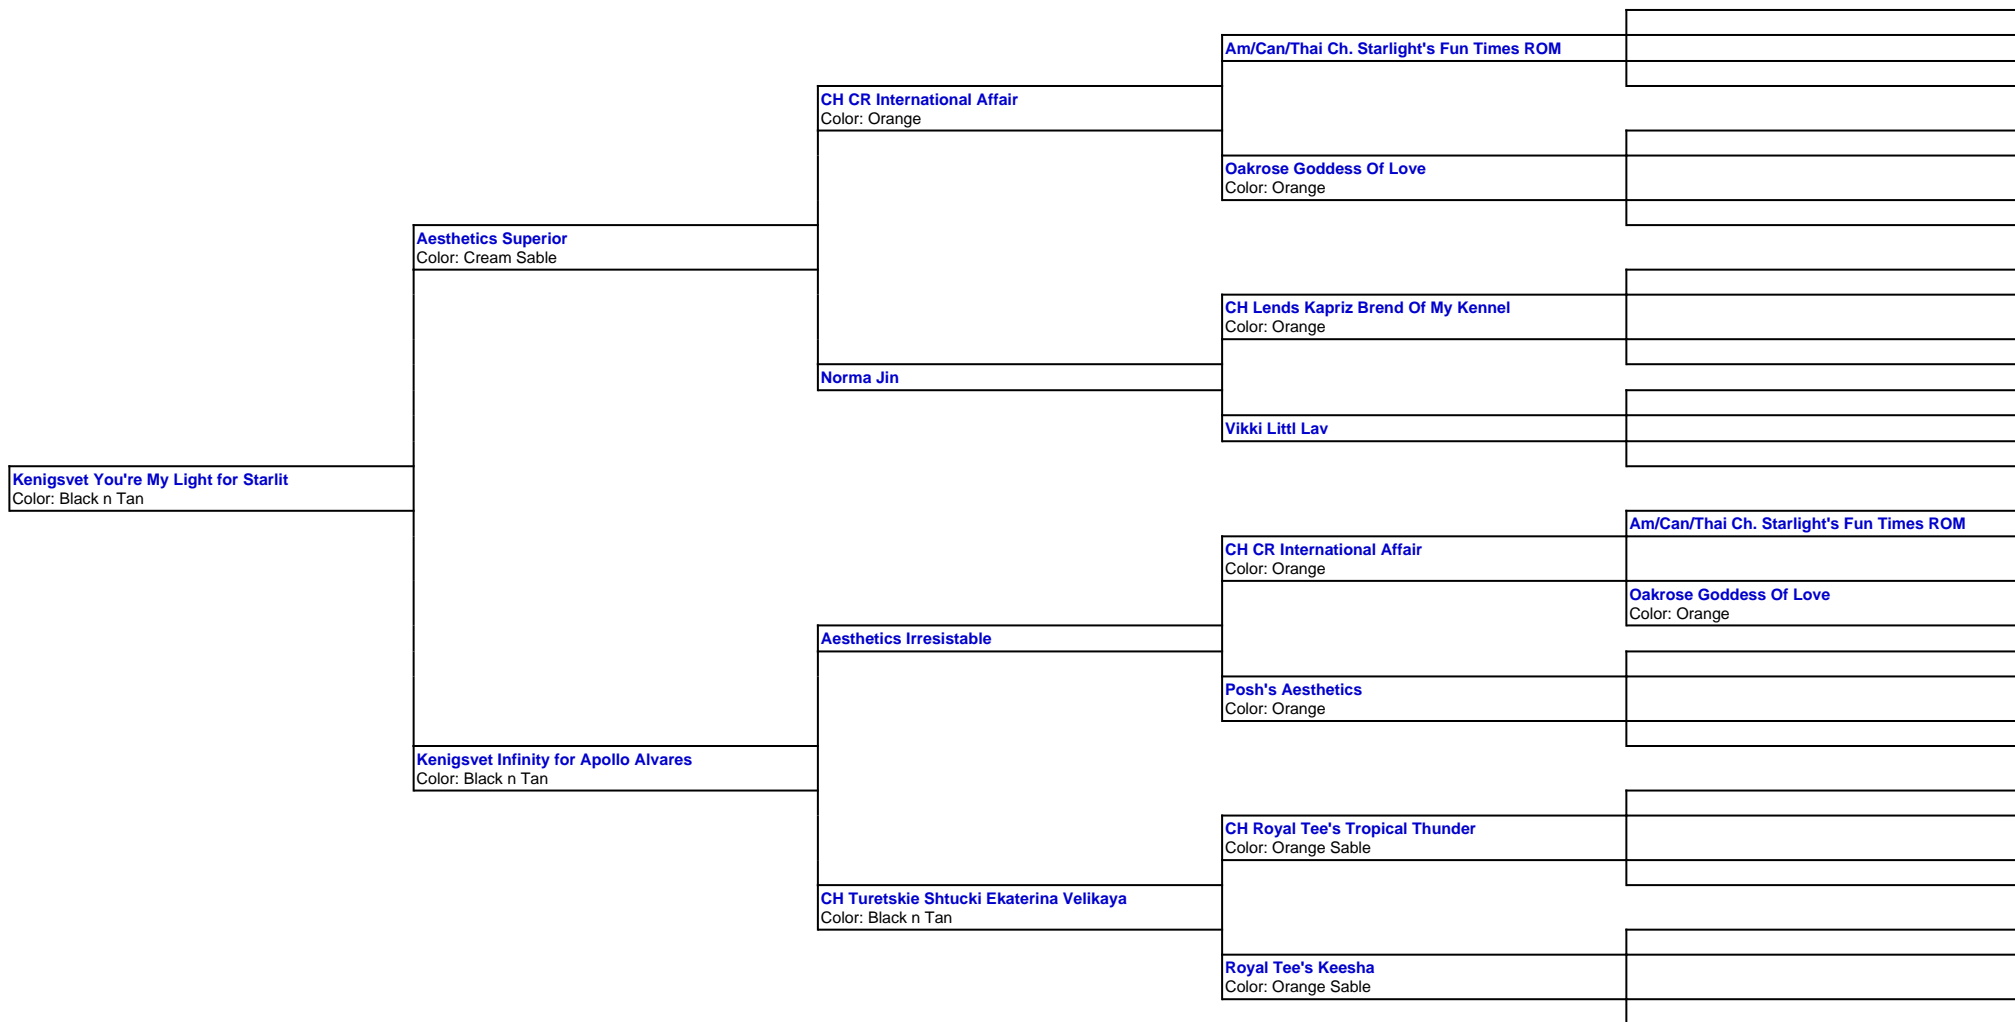 Am/Can/Thai Ch. Starlight's Fun Times ROM
CH CR International Affair
Color: Orange
Oakrose Goddess Of Love
Color: Orange
Aesthetics Superior
Color: Cream Sable
CH Lends Kapriz Brend Of My Kennel
Color: Orange
Norma Jin
Vikki Littl Lav
Kenigsvet You're My Light for Starlit
Color: Black n Tan
Am/Can/Thai Ch. Starlight's Fun Times ROM
CH CR International Affair
Color: Orange
Oakrose Goddess Of Love
Color: Orange
Aesthetics Irresistable
Posh's Aesthetics
Color: Orange
Kenigsvet Infinity for Apollo Alvares
Color: Black n Tan
CH Royal Tee's Tropical Thunder
Color: Orange Sable
CH Turetskie Shtucki Ekaterina Velikaya
Color: Black n Tan
Royal Tee's Keesha
Color: Orange Sable